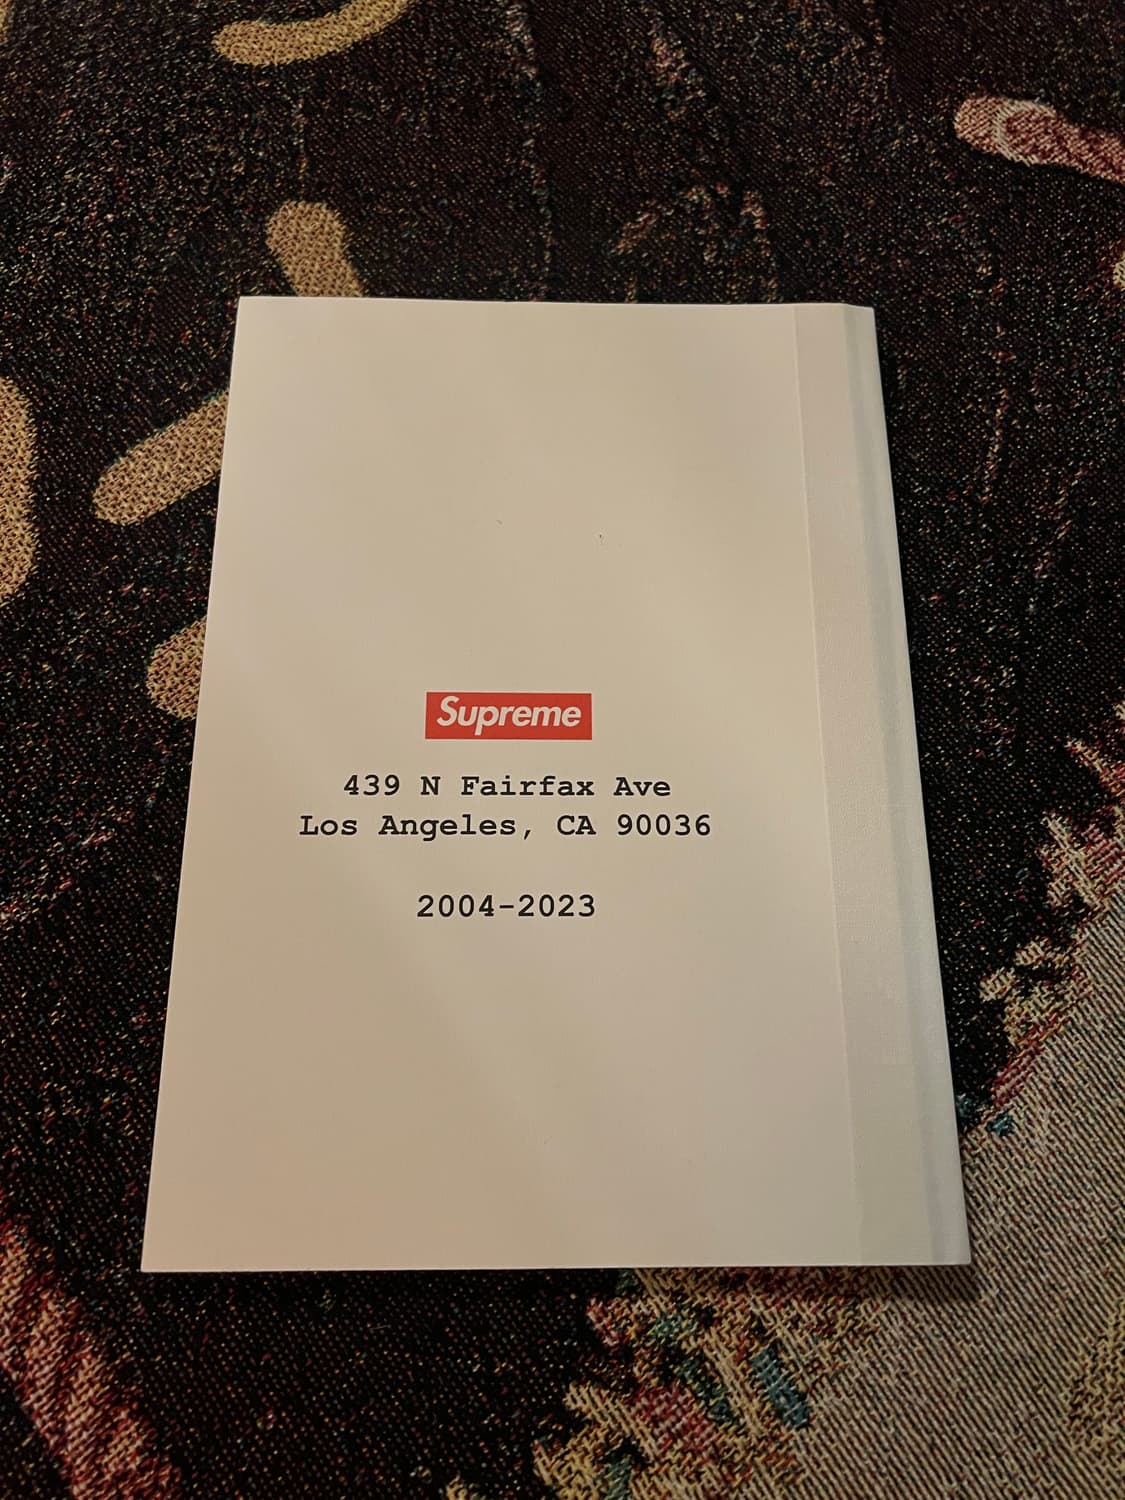 Supreme
439 N Fairfax Ave
Los Angeles, CA 90036
2004-2023